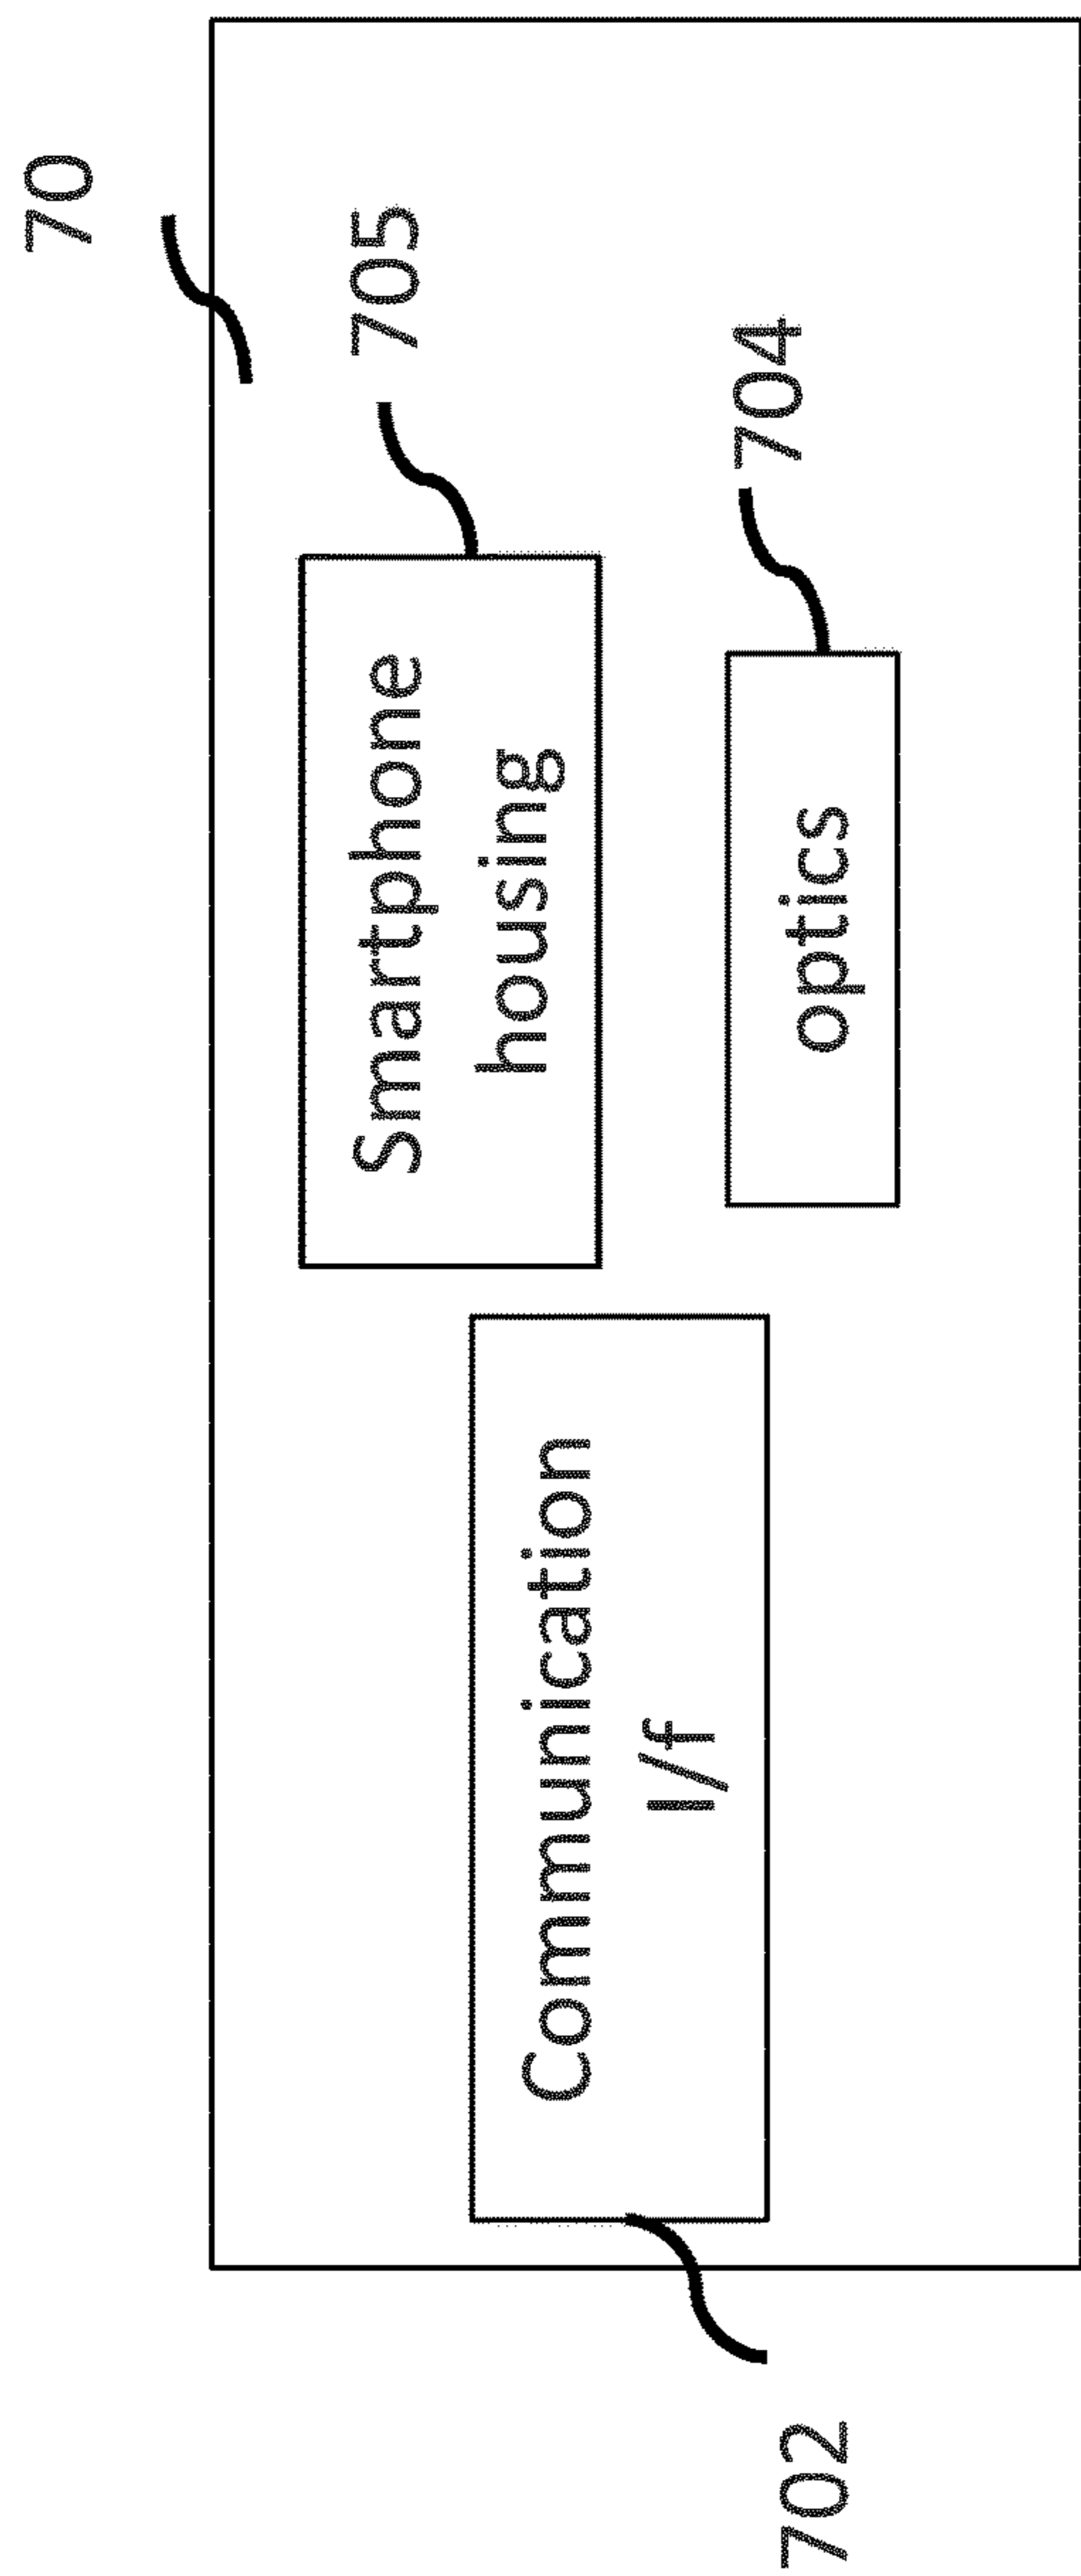 70
705
Smartphone
housing
704
optics
Communication
I/f
702